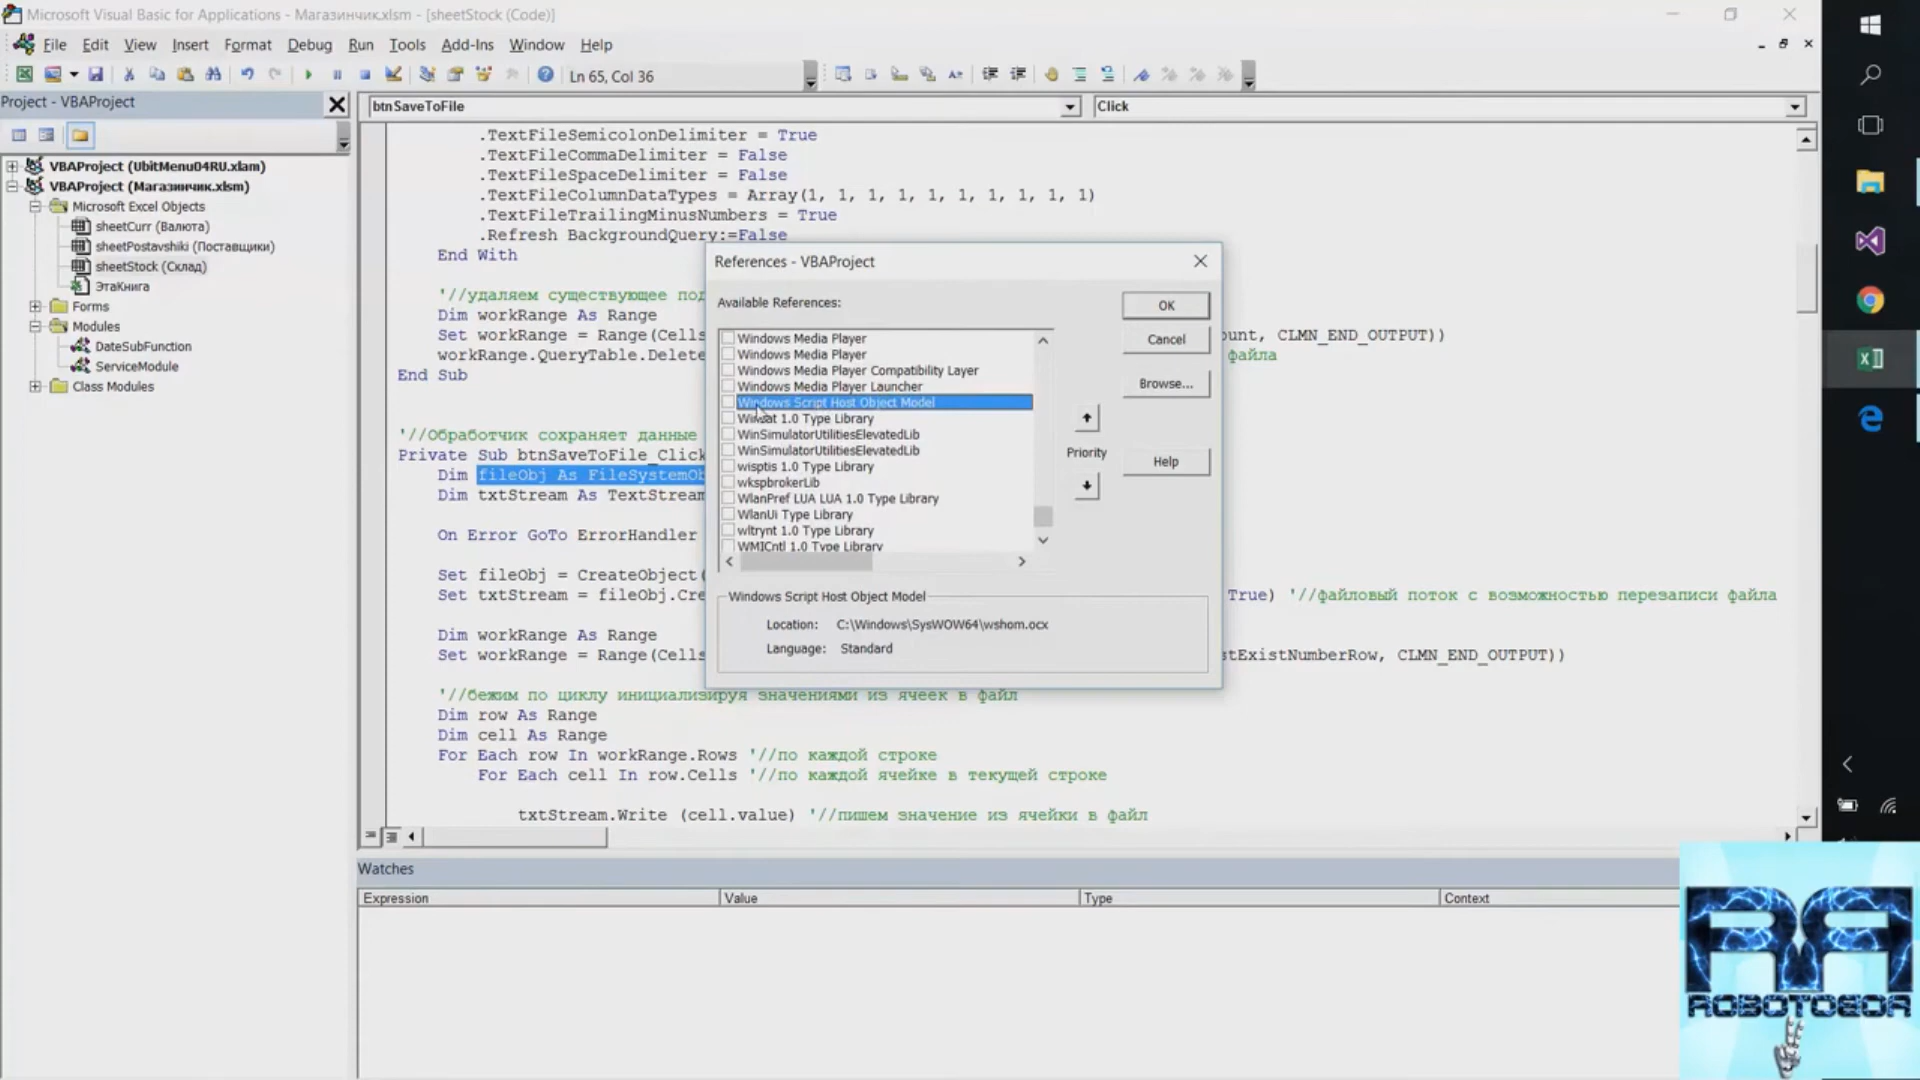 Microsoft Visual Basic for Applications - Магазинчик.xlsm - [sheetStock (Code)]
File Edit View Insert Format Debug Run Tools Add-Ins Window Help
Ln 65, Col 36
Project - VBAProject
VBAProject (UbitMenu04RU.xlam)
VBAProject (Магазинчик.xlsm)
Microsoft Excel Objects
sheetCurr (Валюта)
sheetPostavshiki (Поставщики)
sheetStock (Склад)
ЭтаКнига
Forms
Modules
DateSubFunction
ServiceModule
Class Modules
btnSaveToFile
Click
.TextFileSemicolonDelimiter = True
.TextFileCommaDelimiter = False
.TextFileSpaceDelimiter = False
.TextFileColumnDataTypes = Array(1, 1, 1, 1, 1, 1, 1, 1, 1, 1)
.TextFileTrailingMinusNumbers = True
.Refresh BackgroundQuery:=False
End With
'//удаляем существующее под
Dim workRange As Range
Set workRange = Range(Cells
ount, CLMN_END_OUTPUT))
workRange.QueryTable.Delete
файла
End Sub
'//Обработчик сохраняет данные
Private Sub btnSaveToFile_Click
Dim fileObj As FileSystemOb
Dim txtStream As TextStream
On Error GoTo ErrorHandler
Set fileObj = CreateObject(
Set txtStream = fileObj.Cre
True) '//файловый поток с возможностью перезаписи файла
Dim workRange As Range
Set workRange = Range(Cells
stExistNumberRow, CLMN_END_OUTPUT))
'//бежим по циклу инициализируя значениями из ячеек в файл
Dim row As Range
Dim cell As Range
For Each row In workRange.Rows '//по каждой строке
For Each cell In row.Cells '//по каждой ячейке в текущей строке
txtStream.Write (cell.value) '//пишем значение из ячейки в файл
References - VBAProject
Available References:
Windows Media Player
Windows Media Player
Windows Media Player Compatibility Layer
Windows Media Player Launcher
Windows Script Host Object Model
WinSat 1.0 Type Library
WinSimulatorUtilitiesElevatedLib
WinSimulatorUtilitiesElevatedLib
wisptis 1.0 Type Library
wkspbrokerLib
WlanPref LUA LUA 1.0 Type Library
WlanUi Type Library
wltrynt 1.0 Type Library
WMICntl 1.0 Type Library
OK
Cancel
Browse...
Priority
Help
Windows Script Host Object Model
Location: C:\Windows\SysWOW64\wshom.ocx
Language: Standard
Watches
Expression Value Type Context